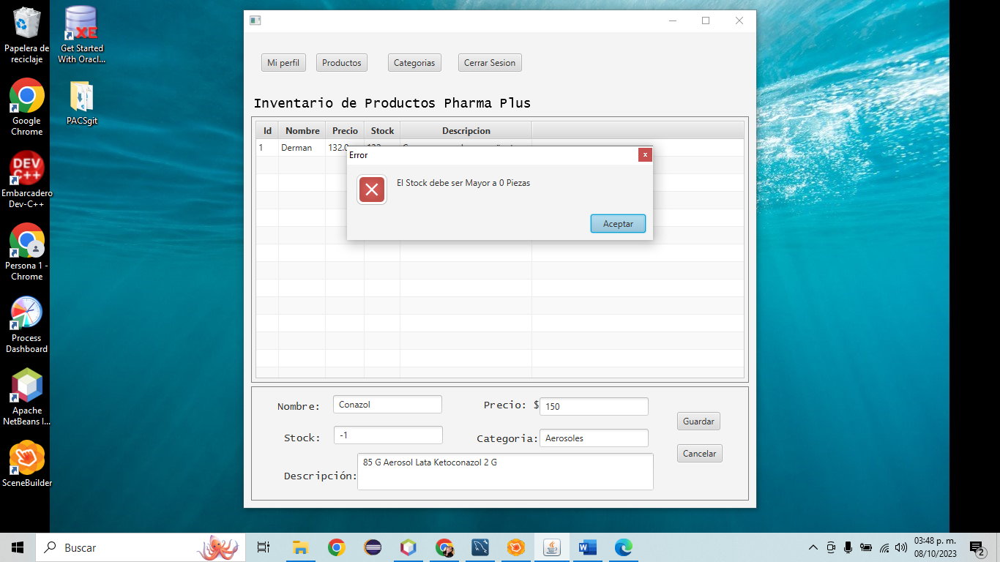 Papelera de
reciclaje
Get Started
With Oracl...
Google
Chrome
PACSgit
Embarcadero
Dev-C++
Persona 1 -
Chrome
Process
Dashboard
Apache
NetBeans I...
SceneBuilder
Mi perfil
Productos
Categorias
Cerrar Sesion
Inventario de Productos Pharma Plus
Id Nombre Precio Stock Descripcion
1 Derman 132.0
Error
El Stock debe ser Mayor a 0 Piezas
Aceptar
Nombre: Conazol
Precio: $ 150
Stock: -1
Categoria: Aerosoles
Descripción: 85 G Aerosol Lata Ketoconazol 2 G
Guardar
Cancelar
Buscar
03:48 p. m.
08/10/2023
2